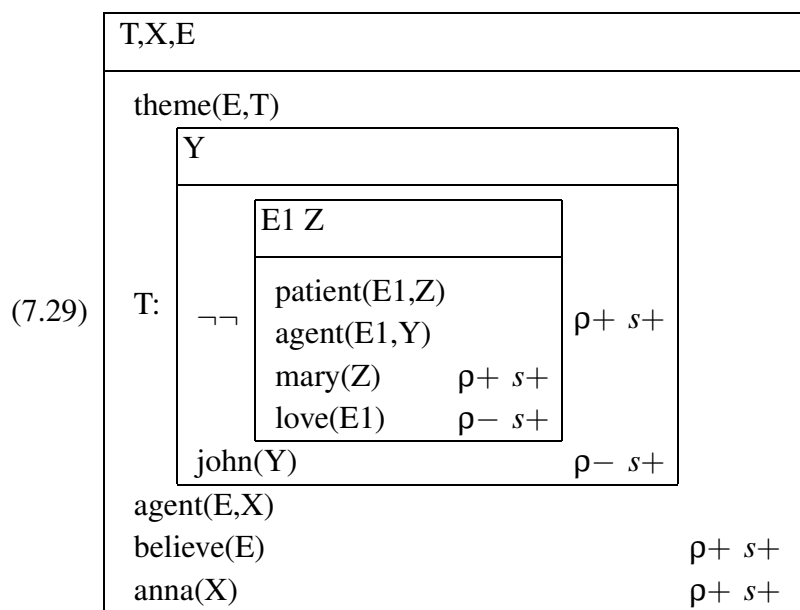 T,X,E
theme(E,T)
Y
E1 Z
patient(E1,Z)
(7.29) T: ¬¬ agent(E1,Y) ρ+ s+
mary(Z) ρ+ s+
love(E1) ρ− s+
john(Y) ρ− s+
agent(E,X)
believe(E) ρ+ s+
anna(X) ρ+ s+